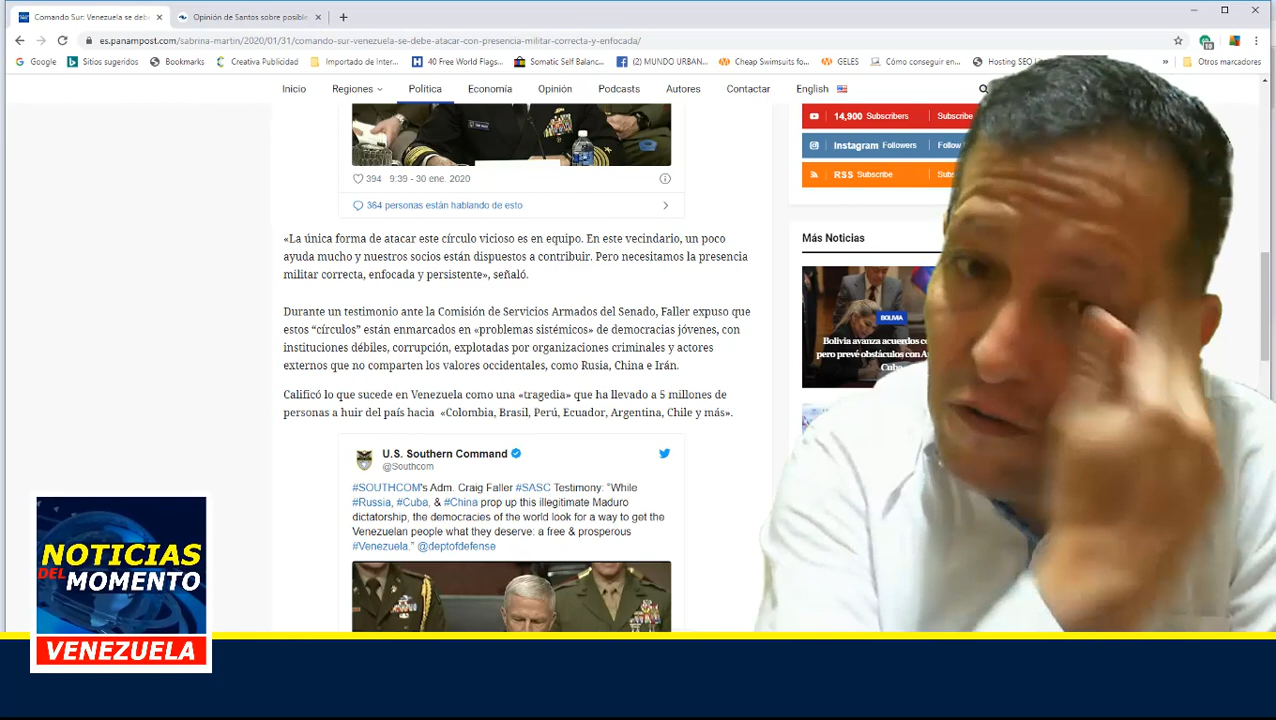 Comando Sur: Venezuela se deb
Opinión de Santos sobre posible
es.panampost.com/sabrina-martin/2020/01/31/comando-sur-venezuela-se-debe-atacar-con-presencia-militar-correcta-y-enfocada/
10
Google
Sitios sugeridos
Bookmarks
Creativa Publicidad
Importado de Inter...
40 Free World Flags...
Somatic Self Balanc...
(2) MUNDO URBAN...
Cheap Swimsuits fo...
GELES
Cómo conseguir en...
Hosting SEO
Otros marcadores
Inicio
Regiones
Política
Economía
Opinión
Podcasts
Autores
Contactar
English
394 9:39 - 30 ene. 2020
364 personas están hablando de esto
«La única forma de atacar este círculo vicioso es en equipo. En este vecindario, un poco
ayuda mucho y nuestros socios están dispuestos a contribuir. Pero necesitamos la presencia
militar correcta, enfocada y persistente», señaló.
Durante un testimonio ante la Comisión de Servicios Armados del Senado, Faller expuso que
estos “círculos” están enmarcados en «problemas sistémicos» de democracias jóvenes, con
instituciones débiles, corrupción, explotadas por organizaciones criminales y actores
externos que no comparten los valores occidentales, como Rusia, China e Irán.
Calificó lo que sucede en Venezuela como una «tragedia» que ha llevado a 5 millones de
personas a huir del país hacia «Colombia, Brasil, Perú, Ecuador, Argentina, Chile y más».
U.S. Southern Command
@Southcom
#SOUTHCOM's Adm. Craig Faller #SASC Testimony: “While
#Russia, #Cuba, & #China prop up this illegitimate Maduro
dictatorship, the democracies of the world look for a way to get the
Venezuelan people what they deserve: a free & prosperous
#Venezuela.” @deptofdefense
14,900 Subscribers Subscribe
Instagram Followers Follow
RSS Subscribe Subs
Más Noticias
BOLIVIA
Bolivia avanza acuerdos c
pero prevé obstáculos con A
Cuba
NOTICIAS
DEL MOMENTO
VENEZUELA